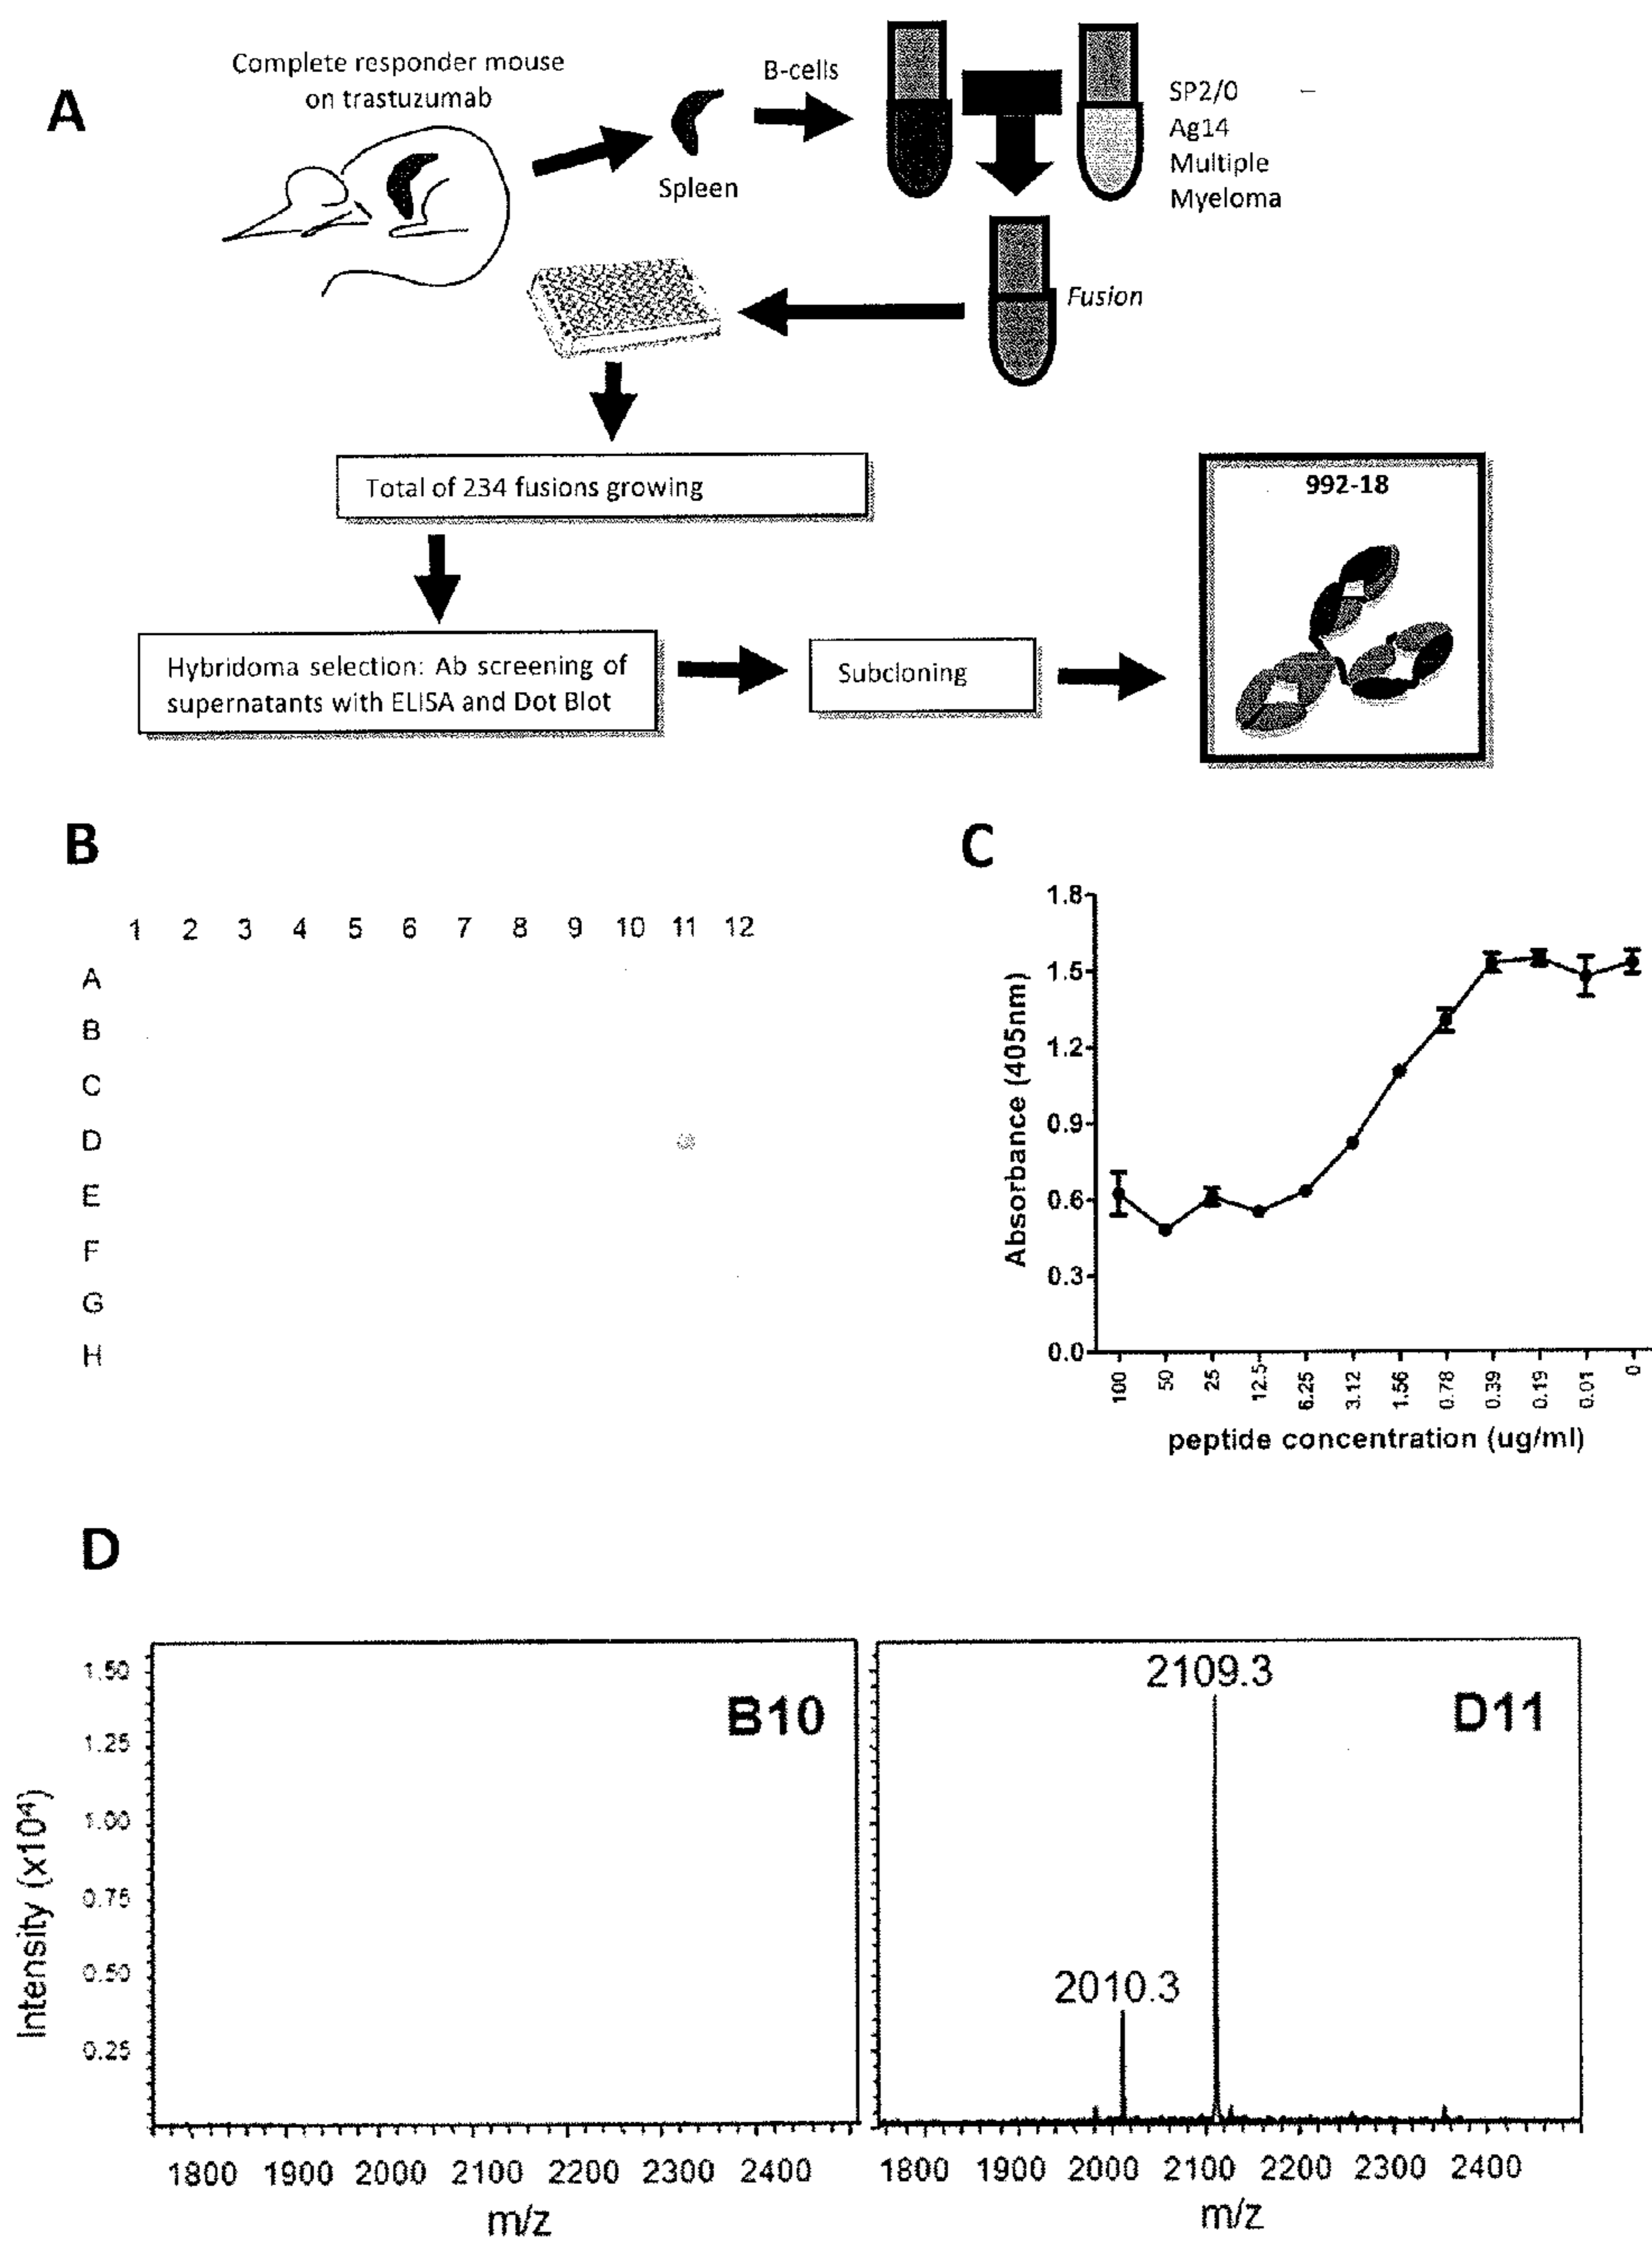 A
Complete responder mouse
on trastuzumab
B-cells
Spleen
SP2/0
Ag14
Multiple
Myeloma
Fusion
Total of 234 fusions growing
Hybridoma selection: Ab screening of
supernatants with ELISA and Dot Blot
Subcloning
992-18
B
1 2 3 4 5 6 7 8 9 10 11 12
A
B
C
D
E
F
G
H
C
Absorbance (405nm)
1.8
1.5
1.2
0.9
0.6
0.3
0.0
100 50 25 12.5 6.25 3.12 1.56 0.78 0.39 0.19 0.01 0
peptide concentration (ug/ml)
D
Intensity (x10⁴)
1.50
1.25
1.00
0.75
0.50
0.25
B10
1800 1900 2000 2100 2200 2300 2400
m/z
2109.3
D11
2010.3
1800 1900 2000 2100 2200 2300 2400
m/z